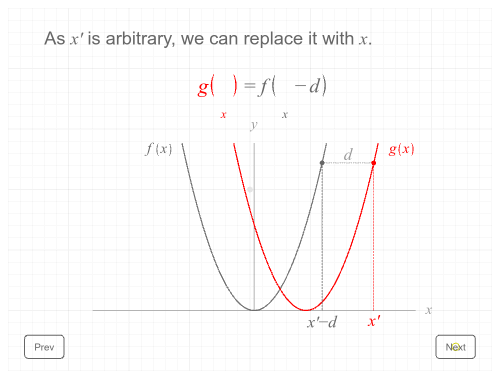 As x' is arbitrary, we can replace it with x.
g( ) = f( −d)
x x
y
f(x) d g(x)
x
x'−d x'
Prev Next